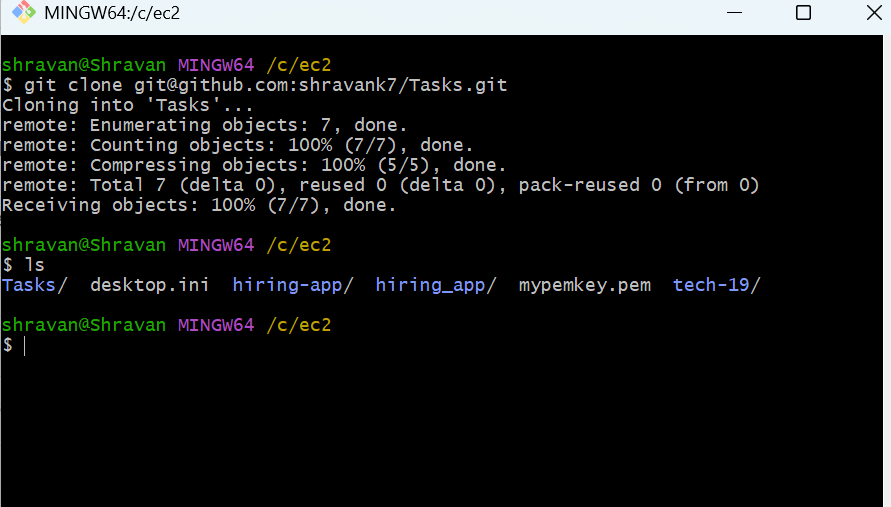 MINGW64:/c/ec2
shravan@Shravan MINGW64 /c/ec2
$ git clone git@github.com:shravank7/Tasks.git
Cloning into 'Tasks'...
remote: Enumerating objects: 7, done.
remote: Counting objects: 100% (7/7), done.
remote: Compressing objects: 100% (5/5), done.
remote: Total 7 (delta 0), reused 0 (delta 0), pack-reused 0 (from 0)
Receiving objects: 100% (7/7), done.
shravan@Shravan MINGW64 /c/ec2
$ ls
Tasks/  desktop.ini  hiring-app/  hiring_app/  mypemkey.pem  tech-19/
shravan@Shravan MINGW64 /c/ec2
$